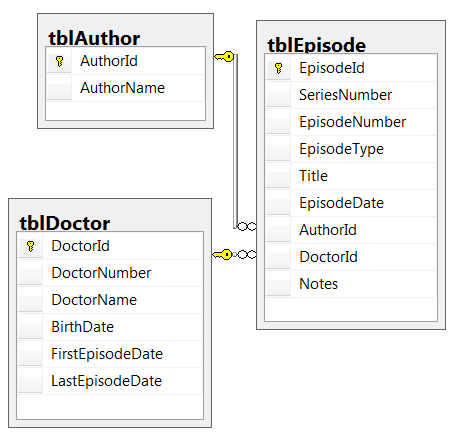 tblAuthor
AuthorId
AuthorName
tblEpisode
EpisodeId
SeriesNumber
EpisodeNumber
EpisodeType
Title
EpisodeDate
AuthorId
DoctorId
Notes
tblDoctor
DoctorId
DoctorNumber
DoctorName
BirthDate
FirstEpisodeDate
LastEpisodeDate